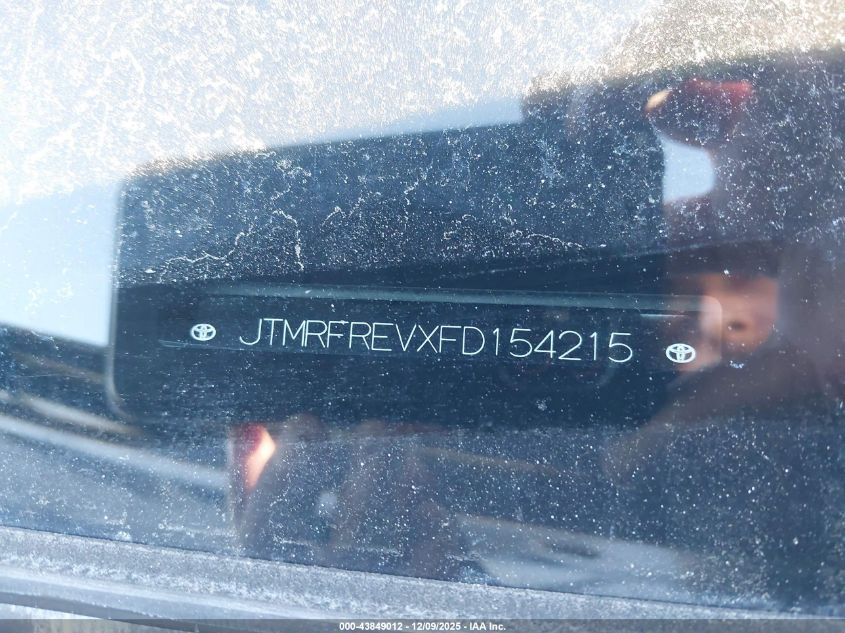 JTMRFREVXFD154215
000-43849012 - 12/09/2025 - IAA Inc.